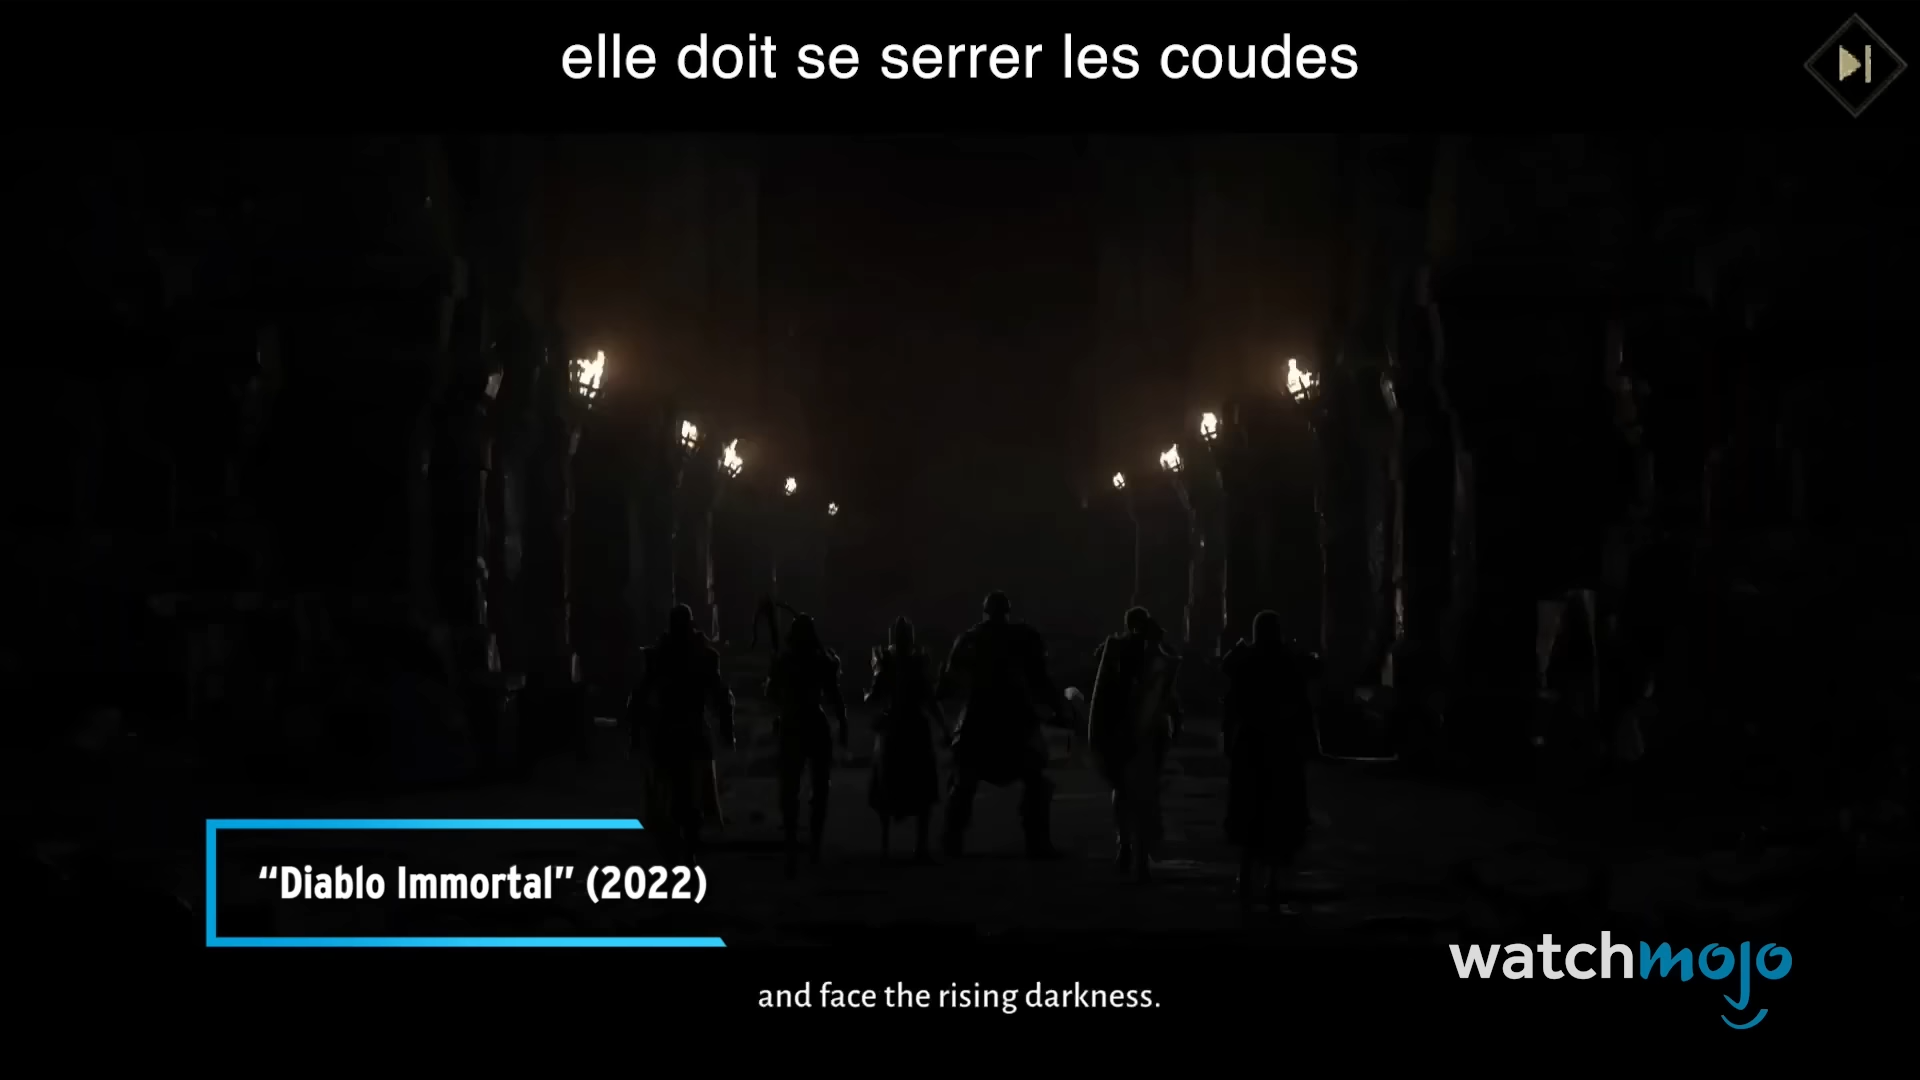 elle doit se serrer les coudes
“Diablo Immortal” (2022)
watchmojo
and face the rising darkness.